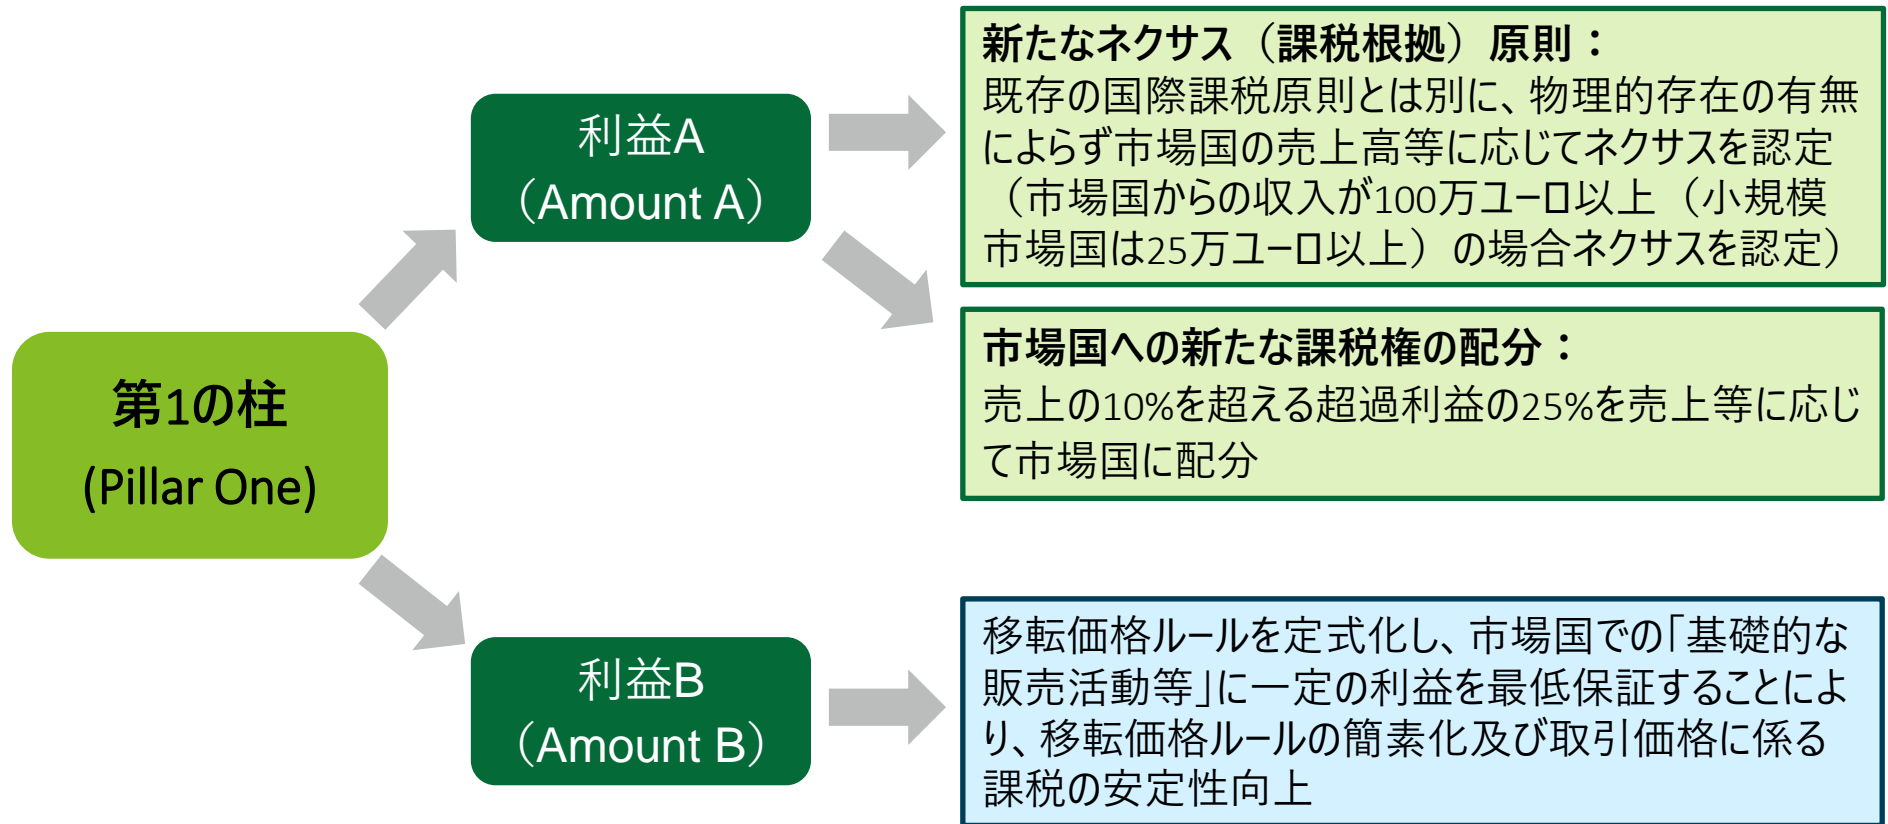 第1の柱
(Pillar One)
利益A
（Amount A）
新たなネクサス（課税根拠）原則：
既存の国際課税原則とは別に、物理的存在の有無
によらず市場国の売上高等に応じてネクサスを認定
（市場国からの収入が100万ユーロ以上（小規模
市場国は25万ユーロ以上）の場合ネクサスを認定）
市場国への新たな課税権の配分：
売上の10%を超える超過利益の25%を売上等に応じ
て市場国に配分
利益B
（Amount B）
移転価格ルールを定式化し、市場国での「基礎的な
販売活動等」に一定の利益を最低保証することによ
り、移転価格ルールの簡素化及び取引価格に係る
課税の安定性向上